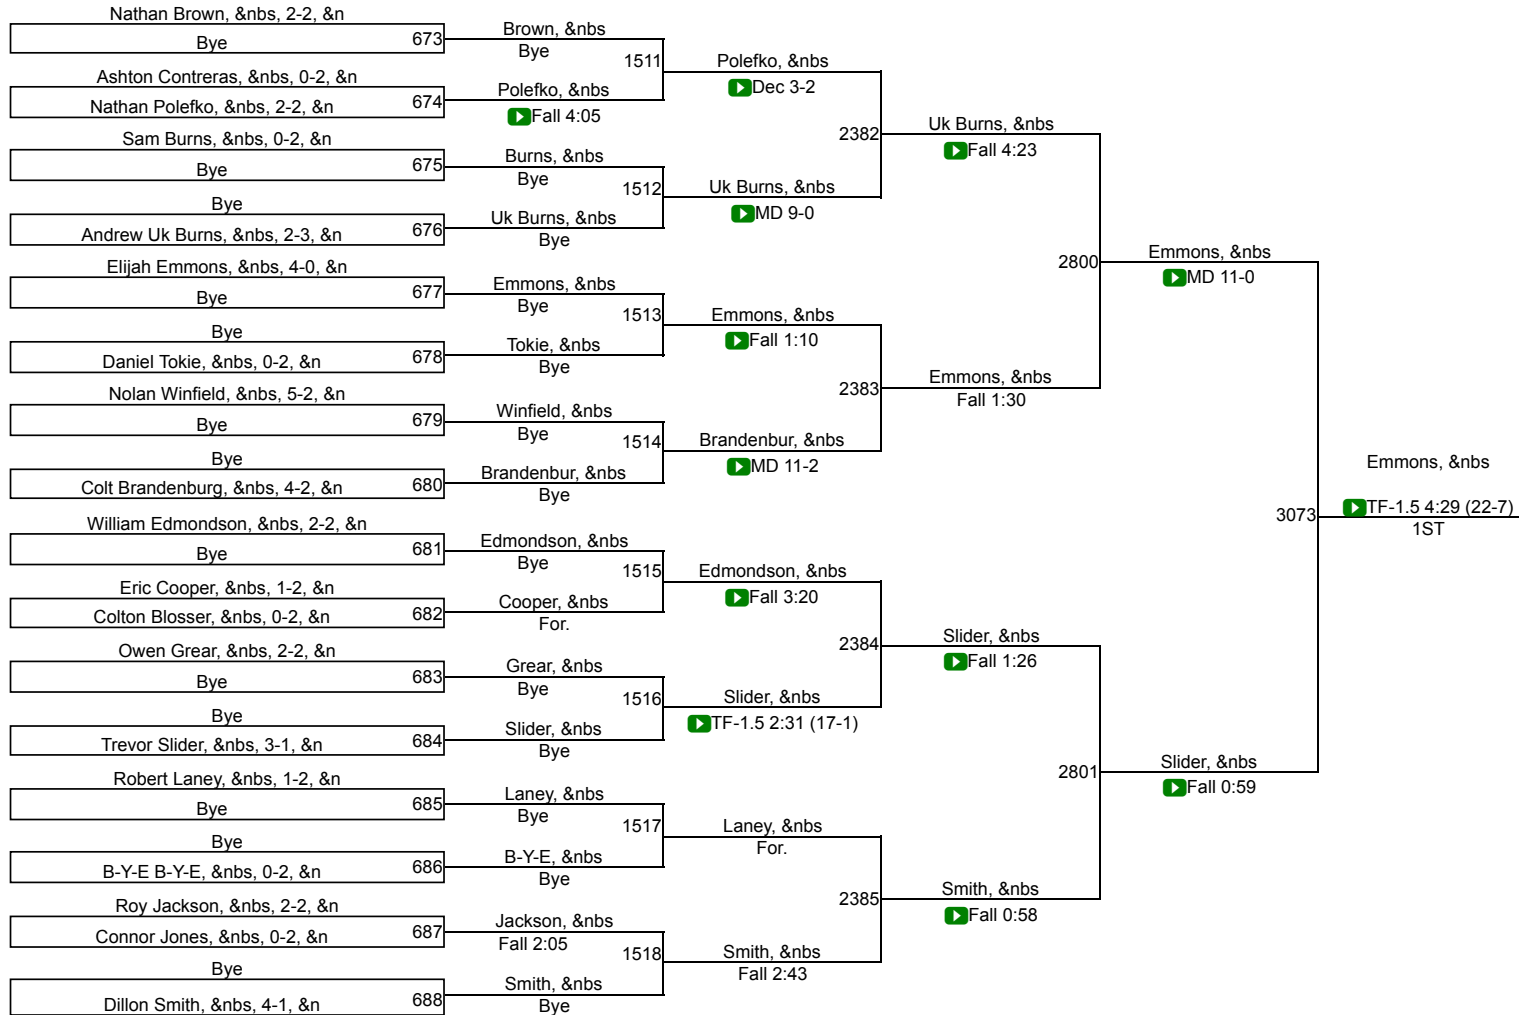 Nathan Brown, &nbs, 2-2, &n
Bye
673
Ashton Contreras, &nbs, 0-2, &n
Nathan Polefko, &nbs, 2-2, &n
674
Sam Burns, &nbs, 0-2, &n
Bye
675
Bye
Andrew Uk Burns, &nbs, 2-3, &n
676
Elijah Emmons, &nbs, 4-0, &n
Bye
677
Bye
Daniel Tokie, &nbs, 0-2, &n
678
Nolan Winfield, &nbs, 5-2, &n
Bye
679
Bye
Colt Brandenburg, &nbs, 4-2, &n
680
William Edmondson, &nbs, 2-2, &n
Bye
681
Eric Cooper, &nbs, 1-2, &n
Colton Blosser, &nbs, 0-2, &n
682
Owen Grear, &nbs, 2-2, &n
Bye
683
Bye
Trevor Slider, &nbs, 3-1, &n
684
Robert Laney, &nbs, 1-2, &n
Bye
685
Bye
B-Y-E B-Y-E, &nbs, 0-2, &n
686
Roy Jackson, &nbs, 2-2, &n
Connor Jones, &nbs, 0-2, &n
687
Bye
Dillon Smith, &nbs, 4-1, &n
688
Brown, &nbs
Bye
1511
Polefko, &nbs
Fall 4:05
Burns, &nbs
Bye
1512
Uk Burns, &nbs
Bye
Emmons, &nbs
Bye
1513
Tokie, &nbs
Bye
Winfield, &nbs
Bye
1514
Brandenbur, &nbs
Bye
Edmondson, &nbs
Bye
1515
Cooper, &nbs
For.
Grear, &nbs
Bye
1516
Slider, &nbs
Bye
Laney, &nbs
Bye
1517
B-Y-E, &nbs
Bye
Jackson, &nbs
Fall 2:05
1518
Smith, &nbs
Bye
Polefko, &nbs
Dec 3-2
2382
Uk Burns, &nbs
MD 9-0
Emmons, &nbs
Fall 1:10
2383
Brandenbur, &nbs
MD 11-2
Edmondson, &nbs
Fall 3:20
2384
Slider, &nbs
TF-1.5 2:31 (17-1)
Laney, &nbs
For.
2385
Smith, &nbs
Fall 2:43
Uk Burns, &nbs
Fall 4:23
2800
Emmons, &nbs
Fall 1:30
Slider, &nbs
Fall 1:26
2801
Smith, &nbs
Fall 0:58
Emmons, &nbs
MD 11-0
3073
Slider, &nbs
Fall 0:59
Emmons, &nbs
TF-1.5 4:29 (22-7)
1ST